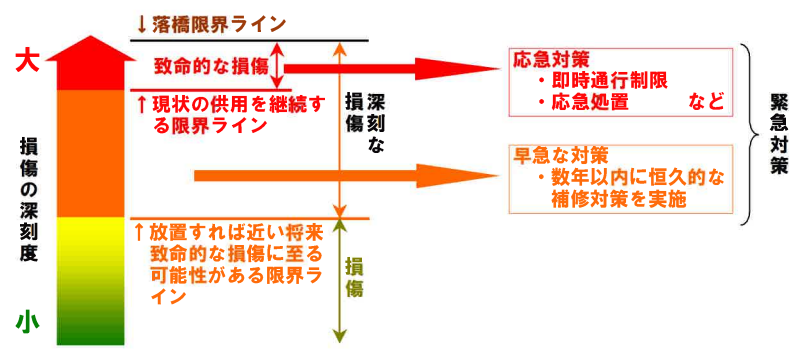 ↓落橋限界ライン
大
致命的な損傷
↑現状の供用を継続す
る限界ライン
深刻な
損傷
応急対策
・即時通行制限
・応急処置 など
緊急対策
早急な対策
・数年以内に恒久的な
補修対策を実施
損傷の深刻度
↑放置すれば近い将来
致命的な損傷に至る
可能性がある限界ラ
イン
損傷
小